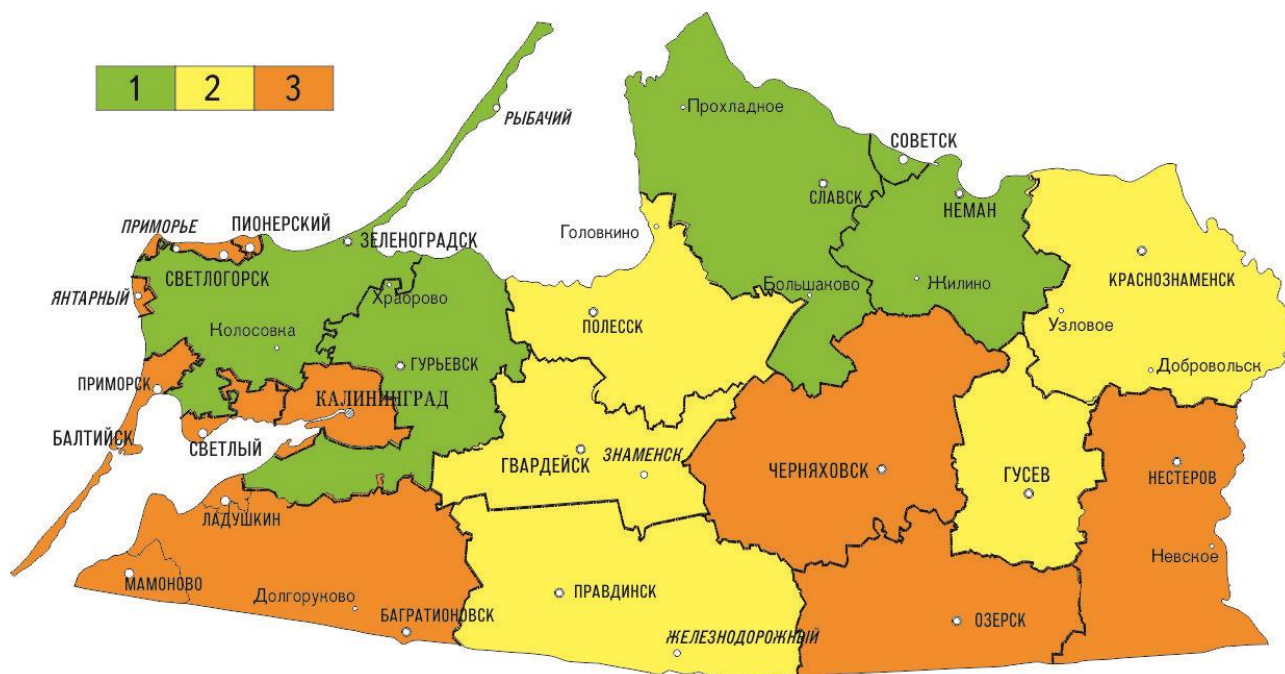 1 2 3
Прохладное
РЫБАЧИЙ
СОВЕТСК
СЛАВСК
НЕМАН
ПРИМОРЬЕ
ПИОНЕРСКИЙ
Головкино
ЗЕЛЕНОГРАДСК
СВЕТЛОГОРСК
КРАСНОЗНАМЕНСК
ЯНТАРНЫЙ
Храброво
Большаково
Жилино
Колосовка
ПОЛЕССК
Узловое
ГУРЬЕВСК
Добровольск
ПРИМОРСК
КАЛИНИНГРАД
БАЛТИЙСК
СВЕТЛЫЙ
ГВАРДЕЙСК
ЗНАМЕНСК
ЧЕРНЯХОВСК
ГУСЕВ
НЕСТЕРОВ
ЛАДУШКИН
Невское
МАМОНОВО
Долгоруково
ПРАВДИНСК
БАГРАТИОНОВСК
ОЗЕРСК
ЖЕЛЕЗНОДОРОЖНЫЙ